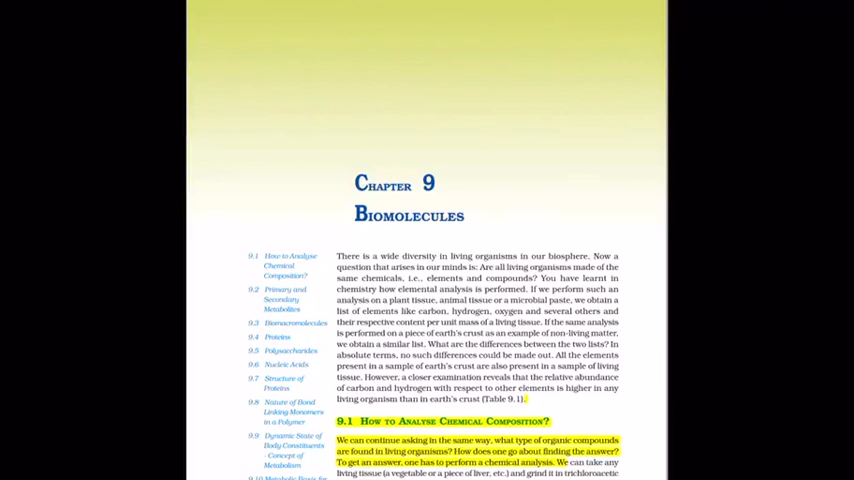 CHAPTER 9
BIOMOLECULES
9.1 How to Analyse
Chemical
Composition?
9.2 Primary and
Secondary
Metabolites
9.3 Biomacromolecules
9.4 Proteins
9.5 Polysaccharides
9.6 Nucleic Acids
9.7 Structure of
Proteins
9.8 Nature of Bond
Linking Monomers
in a Polymer
9.9 Dynamic State of
Body Constituents
- Concept of
Metabolism
9.10 Metabolic Basis for
There is a wide diversity in living organisms in our biosphere. Now a
question that arises in our minds is: Are all living organisms made of the
same chemicals, i.e., elements and compounds? You have learnt in
chemistry how elemental analysis is performed. If we perform such an
analysis on a plant tissue, animal tissue or a microbial paste, we obtain a
list of elements like carbon, hydrogen, oxygen and several others and
their respective content per unit mass of a living tissue. If the same analysis
is performed on a piece of earth's crust as an example of non-living matter,
we obtain a similar list. What are the differences between the two lists? In
absolute terms, no such differences could be made out. All the elements
present in a sample of earth's crust are also present in a sample of living
tissue. However, a closer examination reveals that the relative abundance
of carbon and hydrogen with respect to other elements is higher in any
living organism than in earth's crust (Table 9.1).
9.1 HOW TO ANALYSE CHEMICAL COMPOSITION?
We can continue asking in the same way, what type of organic compounds
are found in living organisms? How does one go about finding the answer?
To get an answer, one has to perform a chemical analysis. We can take any
living tissue (a vegetable or a piece of liver, etc.) and grind it in trichloroacetic